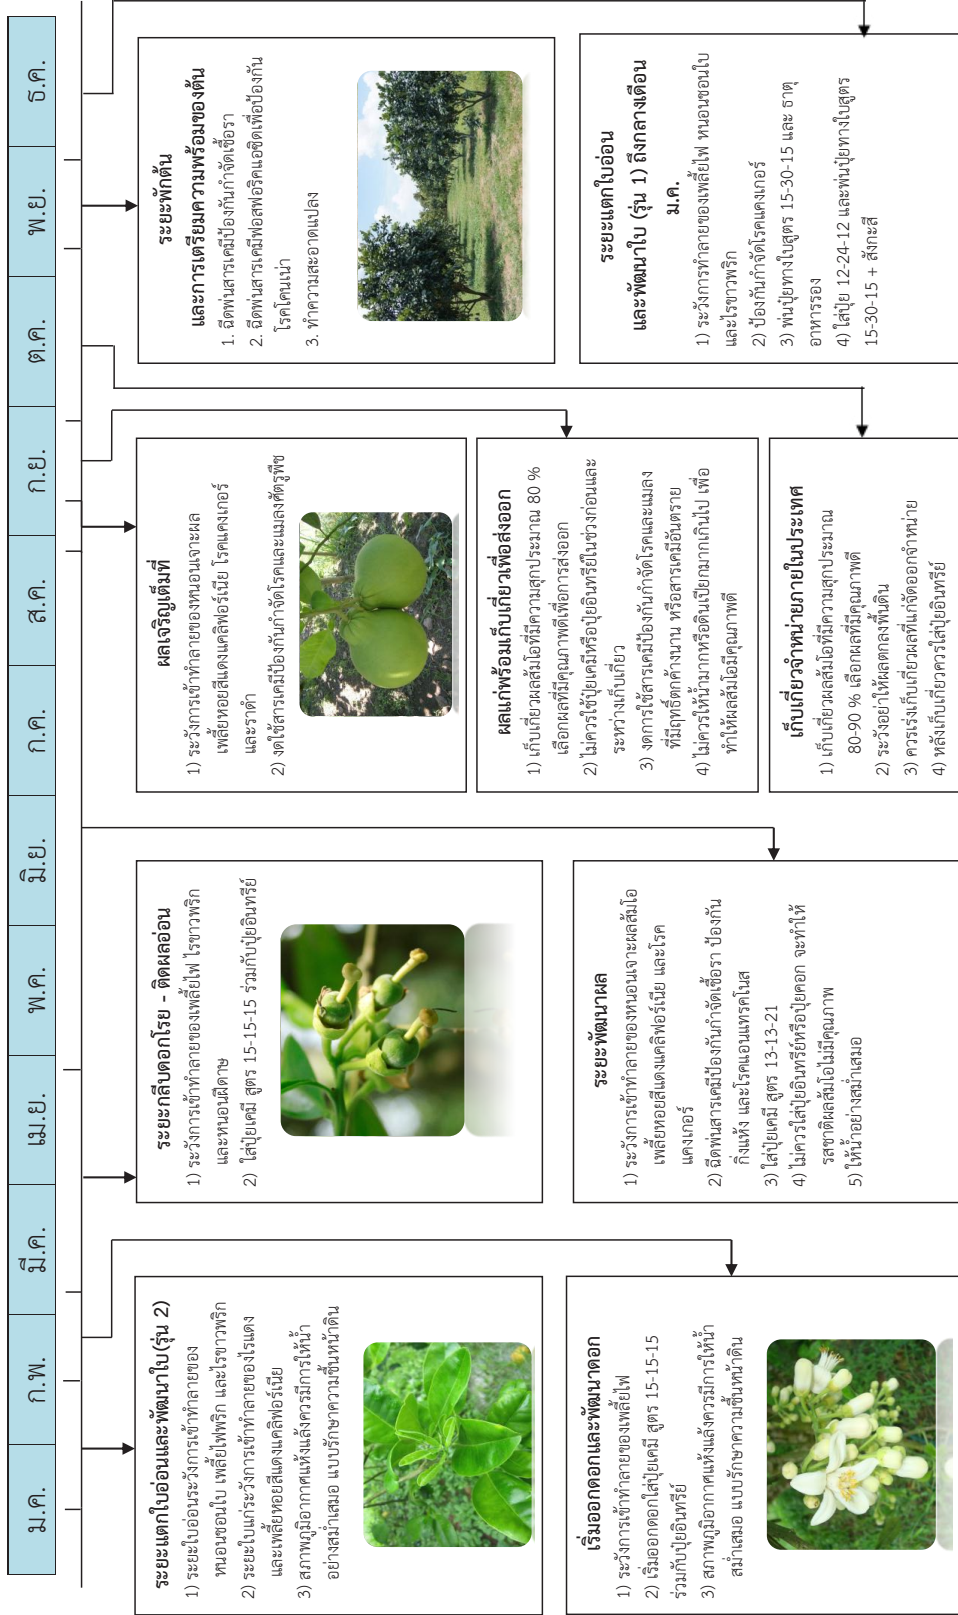 ม.ค.
ก.พ.
มี.ค.
เม.ย.
พ.ค.
มิ.ย.
ก.ค.
ส.ค.
ก.ย.
ต.ค.
พ.ย.
ธ.ค.
ระยะแตกใบอ่อนและพัฒนาใบ(รุ่น 2)
1) ระยะใบอ่อนระวังการเข้าทำลายของ
หนอนชอนใบ เพลี้ยไฟพริก และไรขาวพริก
2) ระยะใบแก่ระวังการเข้าทำลายของไรแดง
และเพลี้ยหอยสีแดงแคลิฟอร์เนีย
3) สภาพภูมิอากาศแห้งแล้งควรมีการให้น้ำ
อย่างสม่ำเสมอ แบบรักษาความชื้นหน้าดิน
เริ่มออกดอกและพัฒนาดอก
1) ระวังการเข้าทำลายของเพลี้ยไฟ
2) เริ่มออกดอกใส่ปุ๋ยเคมี สูตร 15-15-15
ร่วมกับปุ๋ยอินทรีย์
3) สภาพภูมิอากาศแห้งแล้งควรมีการให้น้ำ
สม่ำเสมอ แบบรักษาความชื้นหน้าดิน
ระยะกลีบดอกโรย - ติดผลอ่อน
1) ระวังการเข้าทำลายของเพลี้ยไฟ ไรขาวพริก
และหนอนฝีดาษ
2) ใส่ปุ๋ยเคมี สูตร 15-15-15 ร่วมกับปุ๋ยอินทรีย์
ระยะพัฒนาผล
1) ระวังการเข้าทำลายของหนอนเจาะผลส้มโอ
เพลี้ยหอยสีแดงแคลิฟอร์เนีย และโรค
แคงเกอร์
2) ฉีดพ่นสารเคมีป้องกันกำจัดเชื้อรา ป้องกัน
กิ่งแห้ง และโรคแอนแทรคโนส
3) ใส่ปุ๋ยเคมี สูตร 13-13-21
4) ไม่ควรใส่ปุ๋ยอินทรีย์หรือปุ๋ยคอก จะทำให้
รสชาติผลส้มโอไม่มีคุณภาพ
5) ให้น้ำอย่างสม่ำเสมอ
ผลเจริญเต็มที่
1) ระวังการเข้าทำลายของหนอนเจาะผล
เพลี้ยหอยสีแดงแคลิฟอร์เนีย โรคแคงเกอร์
และราดำ
2) งดใช้สารเคมีป้องกันกำจัดโรคและแมลงศัตรูพืช
ผลแก่พร้อมเก็บเกี่ยวเพื่อส่งออก
1) เก็บเกี่ยวผลส้มโอที่มีความสุกประมาณ 80 %
เลือกผลที่มีคุณภาพดีเพื่อการส่งออก
2) ไม่ควรใช้ปุ๋ยเคมีหรือปุ๋ยอินทรีย์ในช่วงก่อนและ
ระหว่างเก็บเกี่ยว
3) งดการใช้สารเคมีป้องกันกำจัดโรคและแมลง
ที่มีฤทธิ์ตกค้างนาน หรือสารเคมีอันตราย
4) ไม่ควรให้น้ำมากหรือดินเปียกมากเกินไป เพื่อ
ทำให้ผลส้มโอมีคุณภาพดี
เก็บเกี่ยวจำหน่ายภายในประเทศ
1) เก็บเกี่ยวผลส้มโอที่มีความสุกประมาณ
80-90 % เลือกผลที่มีคุณภาพดี
2) ระวังอย่าให้ผลตกลงพื้นดิน
3) ควรเร่งเก็บเกี่ยวผลที่แก่จัดออกจำหน่าย
4) หลังเก็บเกี่ยวควรใส่ปุ๋ยอินทรีย์
ระยะพักต้น
และการเตรียมความพร้อมของต้น
1. ฉีดพ่นสารเคมีป้องกันกำจัดเชื้อรา
2. ฉีดพ่นสารเคมีฟอสฟอริคแอซิดเพื่อป้องกัน
โรคโคนเน่า
3. ทำความสะอาดแปลง
ระยะแตกใบอ่อน
และพัฒนาใบ (รุ่น 1) ถึงกลางเดือน
ม.ค.
1) ระวังการทำลายของเพลี้ยไฟ หนอนชอนใบ
และไรขาวพริก
2) ป้องกันกำจัดโรคแคงเกอร์
3) พ่นปุ๋ยทางใบสูตร 15-30-15 และ ธาตุ
อาหารรอง
4) ใส่ปุ๋ย 12-24-12 และพ่นปุ๋ยทางใบสูตร
15-30-15 + สังกะสี